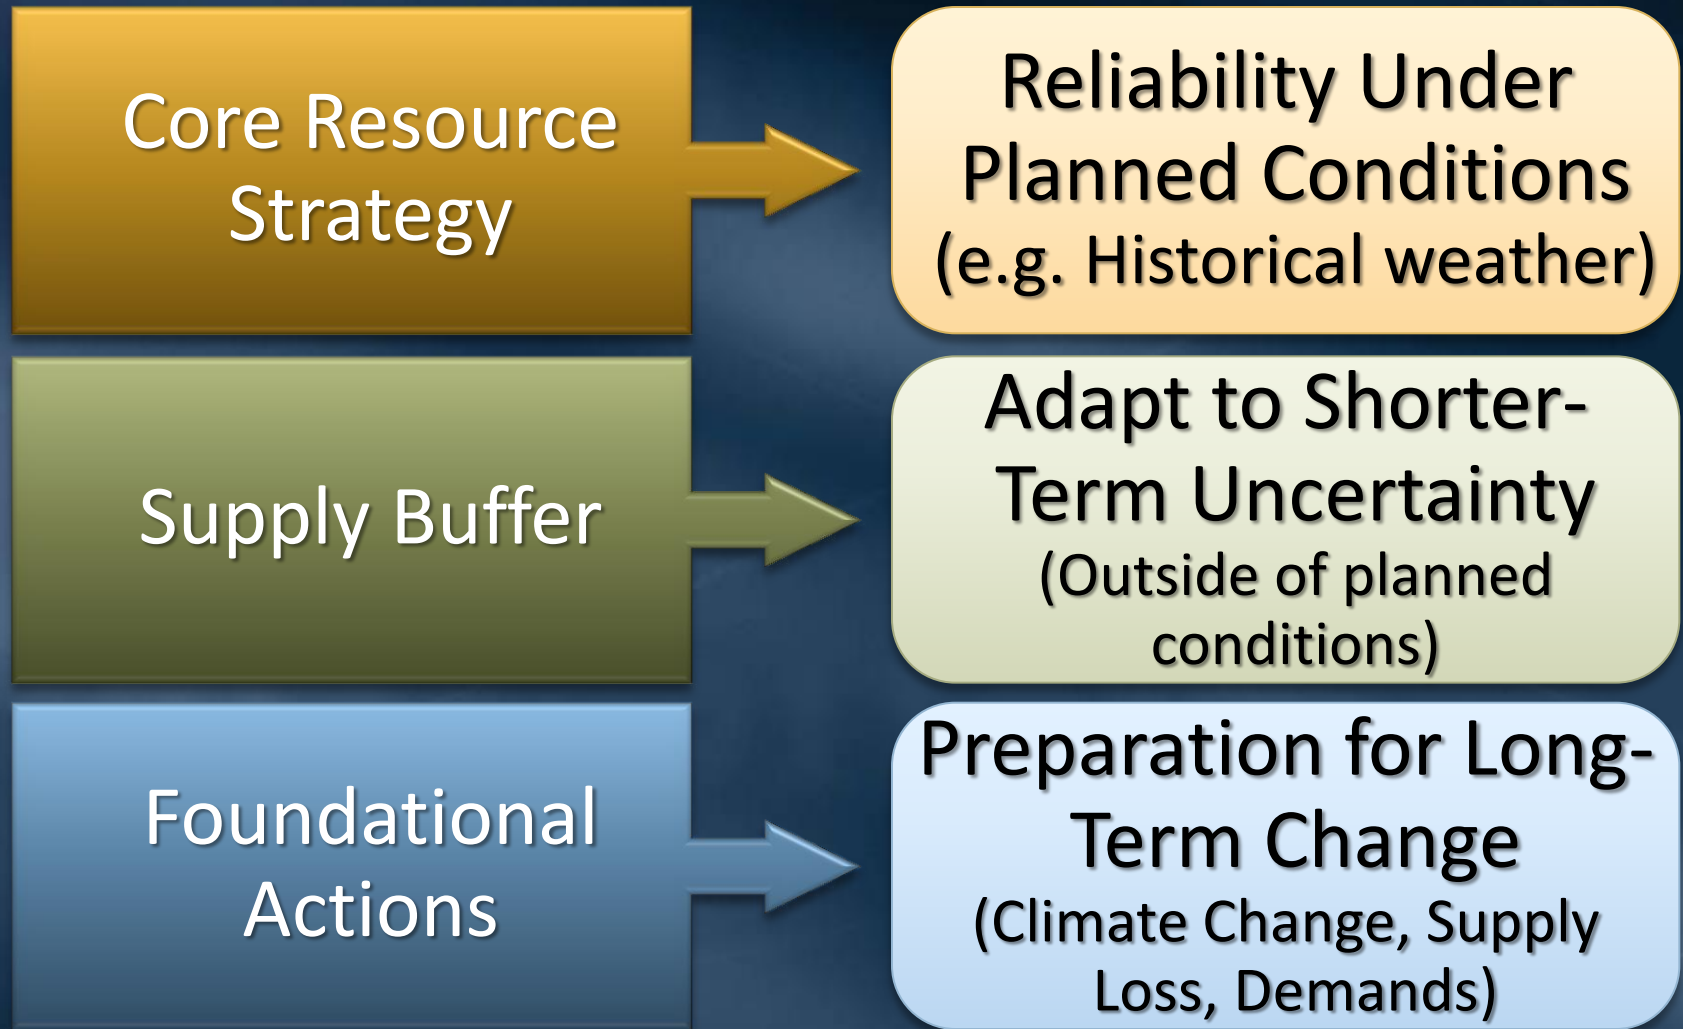 Core Resource
Strategy
Reliability Under
Planned Conditions
(e.g. Historical weather)
Supply Buffer
Adapt to Shorter-
Term Uncertainty
(Outside of planned
conditions)
Foundational
Actions
Preparation for Long-
Term Change
(Climate Change, Supply
Loss, Demands)